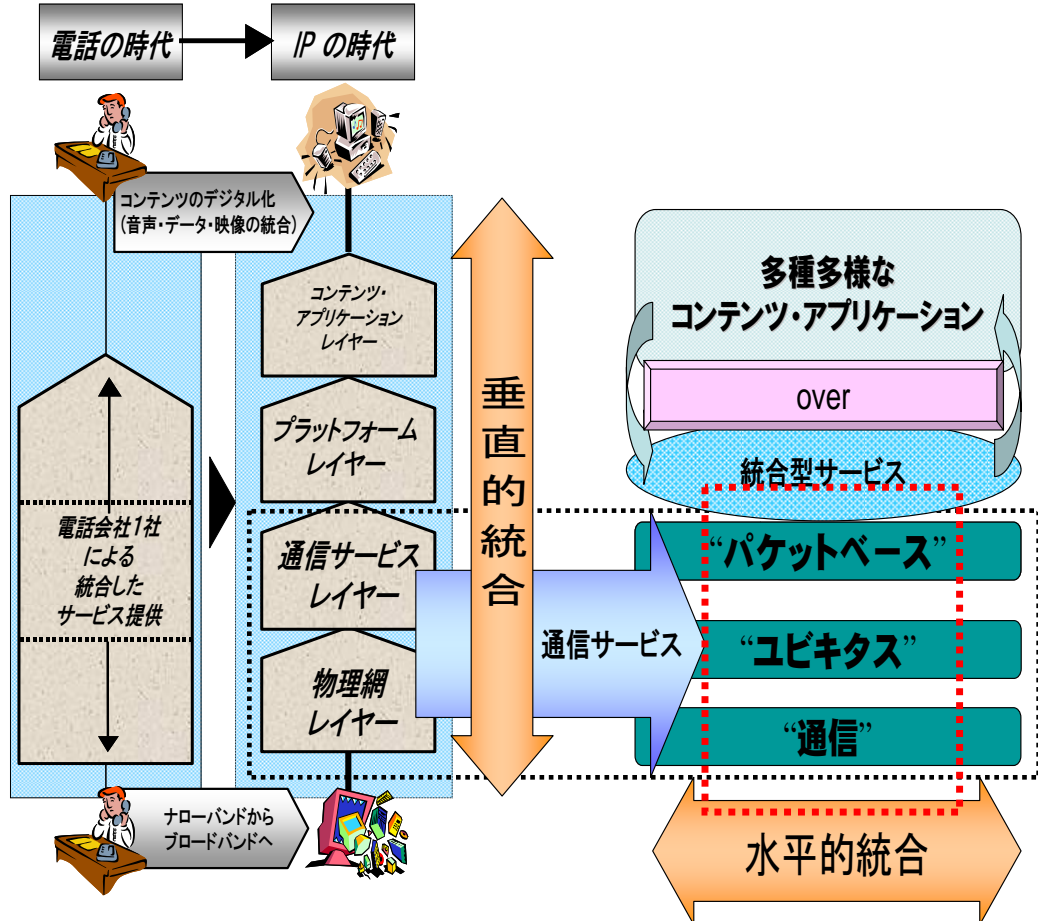 電話の時代
IP の時代
コンテンツのデジタル化
(音声・データ・映像の統合)
コンテンツ・
アプリケーション
レイヤー
プラットフォーム
レイヤー
通信サービス
レイヤー
物理網
レイヤー
電話会社1社
による
統合した
サービス提供
ナローバンドから
ブロードバンドへ
垂直的統合
通信サービス
多種多様な
コンテンツ・アプリケーション
over
統合型サービス
“パケットベース”
“ユビキタス”
“通信”
水平的統合